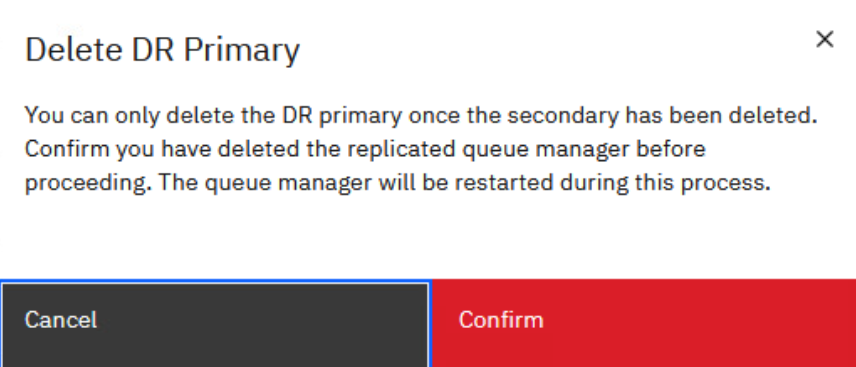 Delete DR Primary
You can only delete the DR primary once the secondary has been deleted.
Confirm you have deleted the replicated queue manager before
proceeding. The queue manager will be restarted during this process.
Cancel
Confirm